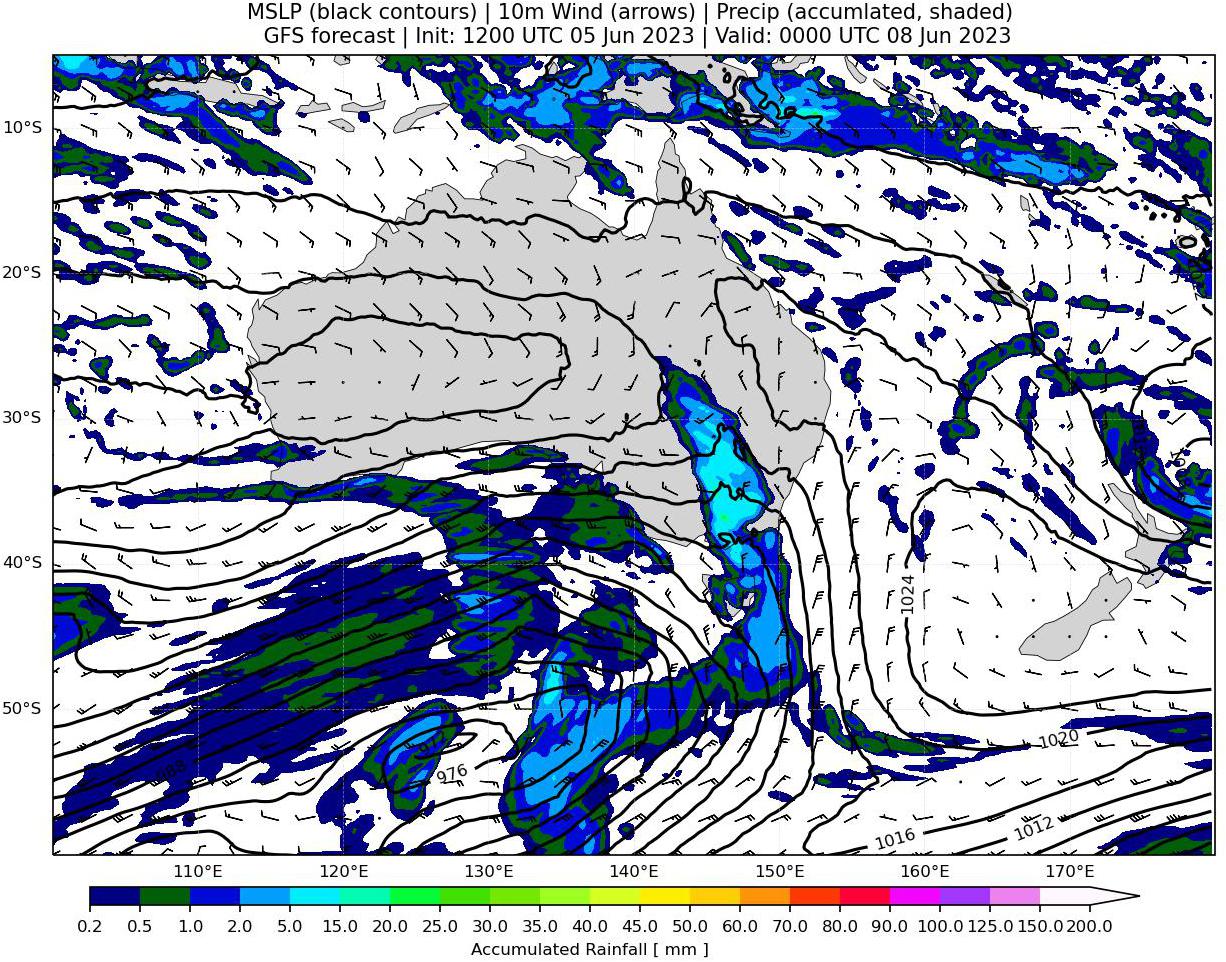 MSLP (black contours) | 10m Wind (arrows) | Precip (accumlated, shaded)
GFS forecast | Init: 1200 UTC 05 Jun 2023 | Valid: 0000 UTC 08 Jun 2023
10°S
20°S
30°S
40°S
50°S
1024
1020
972
976
988
1016
1012
110°E
120°E
130°E
140°E
150°E
160°E
170°E
0.2 0.5 1.0 2.0 5.0 10.0 15.0 20.0 25.0 30.0 35.0 40.0 45.0 50.0 60.0 70.0 80.0 90.0 100.0 125.0 150.0 200.0
Accumulated Rainfall [ mm ]